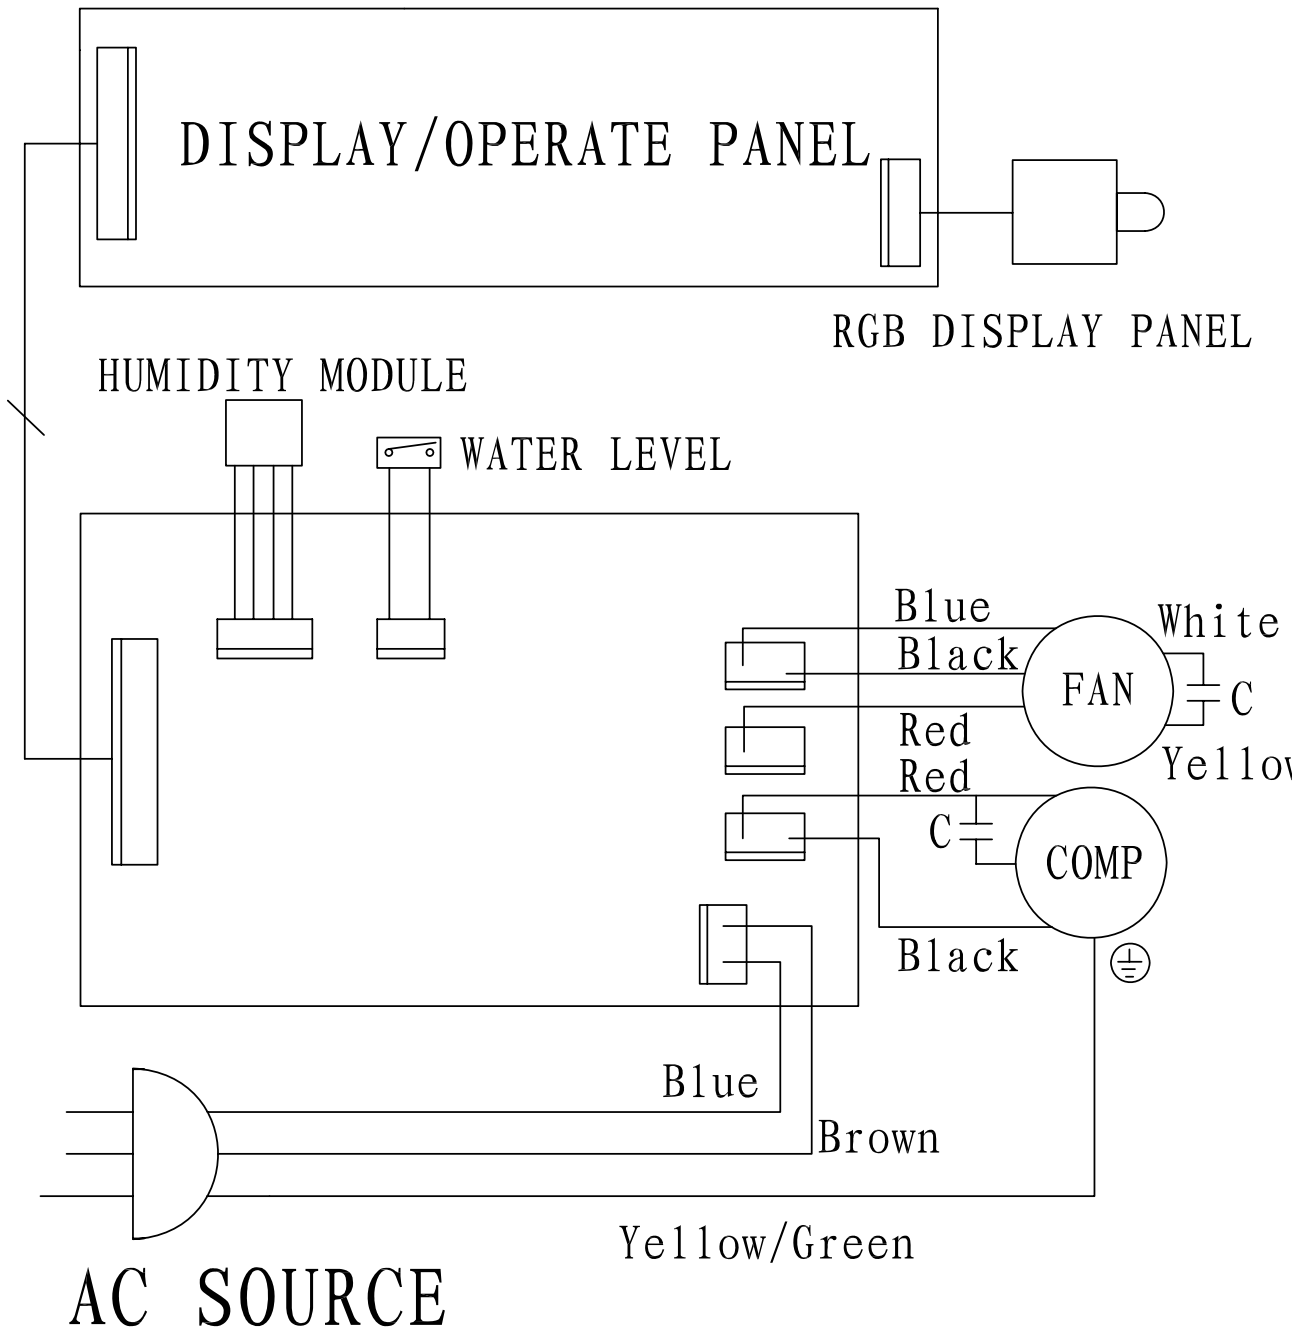 DISPLAY/OPERATE PANEL
RGB DISPLAY PANEL
HUMIDITY MODULE
WATER LEVEL
Blue
White
Black
FAN
C
Red
Yellow
Red
C
COMP
Black
Blue
Brown
Yellow/Green
AC SOURCE